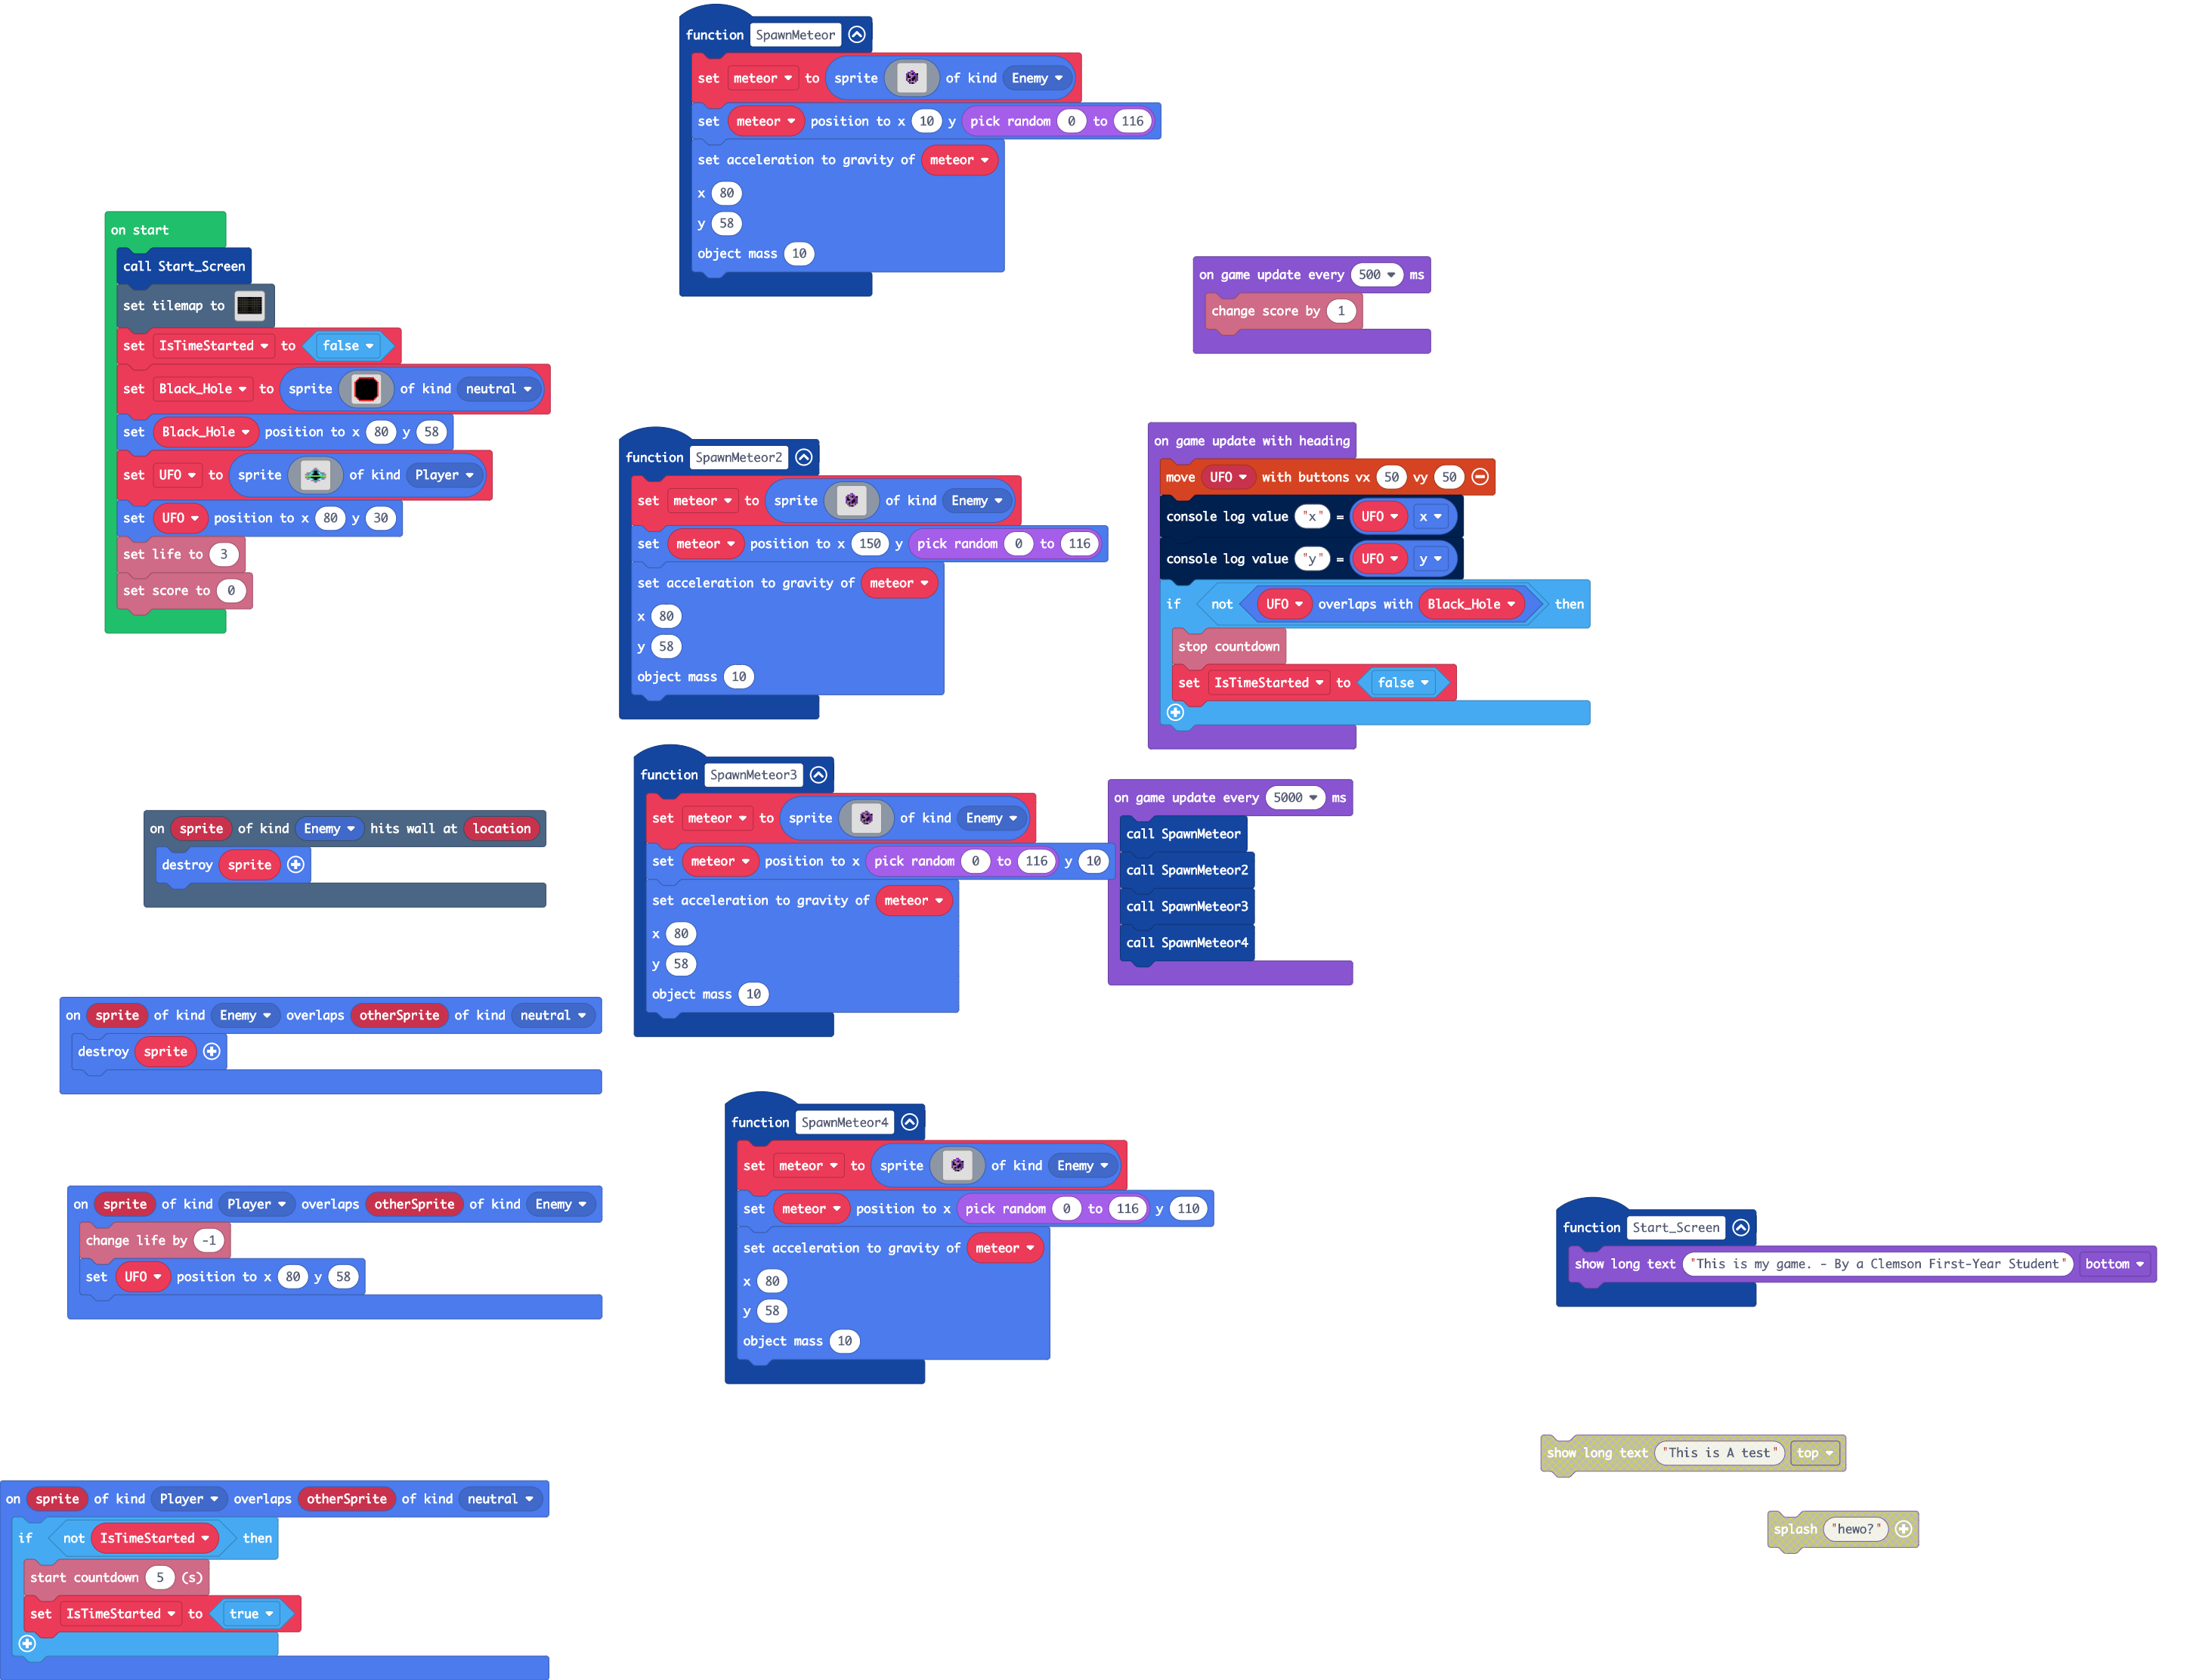 on start
call Start_Screen
set tilemap to
set IsTimeStarted to false
set Black_Hole to sprite of kind neutral
set Black_Hole position to x 80 y 58
set UFO to sprite of kind Player
set UFO position to x 80 y 30
set life to 3
set score to 0
on sprite of kind Enemy hits wall at location
destroy sprite
on sprite of kind Enemy overlaps otherSprite of kind neutral
destroy sprite
on sprite of kind Player overlaps otherSprite of kind Enemy
change life by -1
set UFO position to x 80 y 58
on sprite of kind Player overlaps otherSprite of kind neutral
if not IsTimeStarted then
start countdown 5 (s)
set IsTimeStarted to true
function SpawnMeteor
set meteor to sprite of kind Enemy
set meteor position to x 10 y pick random 0 to 116
set acceleration to gravity of meteor
x 80
y 58
object mass 10
function SpawnMeteor2
set meteor to sprite of kind Enemy
set meteor position to x 150 y pick random 0 to 116
set acceleration to gravity of meteor
x 80
y 58
object mass 10
function SpawnMeteor3
set meteor to sprite of kind Enemy
set meteor position to x pick random 0 to 116 y 10
set acceleration to gravity of meteor
x 80
y 58
object mass 10
function SpawnMeteor4
set meteor to sprite of kind Enemy
set meteor position to x pick random 0 to 116 y 110
set acceleration to gravity of meteor
x 80
y 58
object mass 10
on game update every 500 ms
change score by 1
on game update with heading
move UFO with buttons vx 50 vy 50
console log value "x" = UFO x
console log value "y" = UFO y
if not UFO overlaps with Black_Hole then
stop countdown
set IsTimeStarted to false
on game update every 5000 ms
call SpawnMeteor
call SpawnMeteor2
call SpawnMeteor3
call SpawnMeteor4
function Start_Screen
show long text "This is my game. - By a Clemson First-Year Student" bottom
show long text "This is A test" top
splash "hewo?"